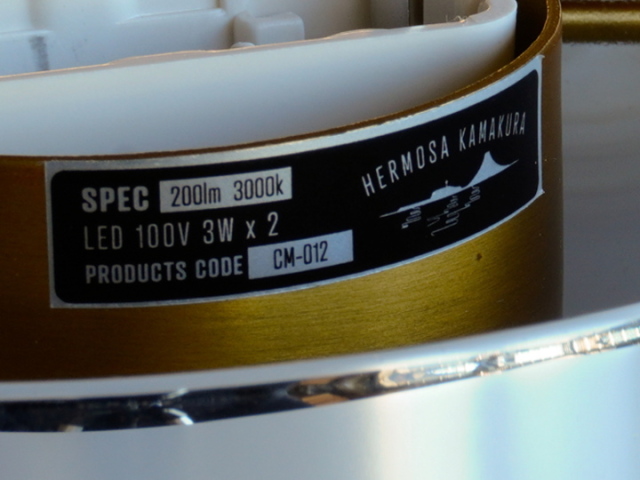 SPEC 200lm 3000k
LED 100V 3W x 2
PRODUCTS CODE CM-012
HERMOSA KAMAKURA